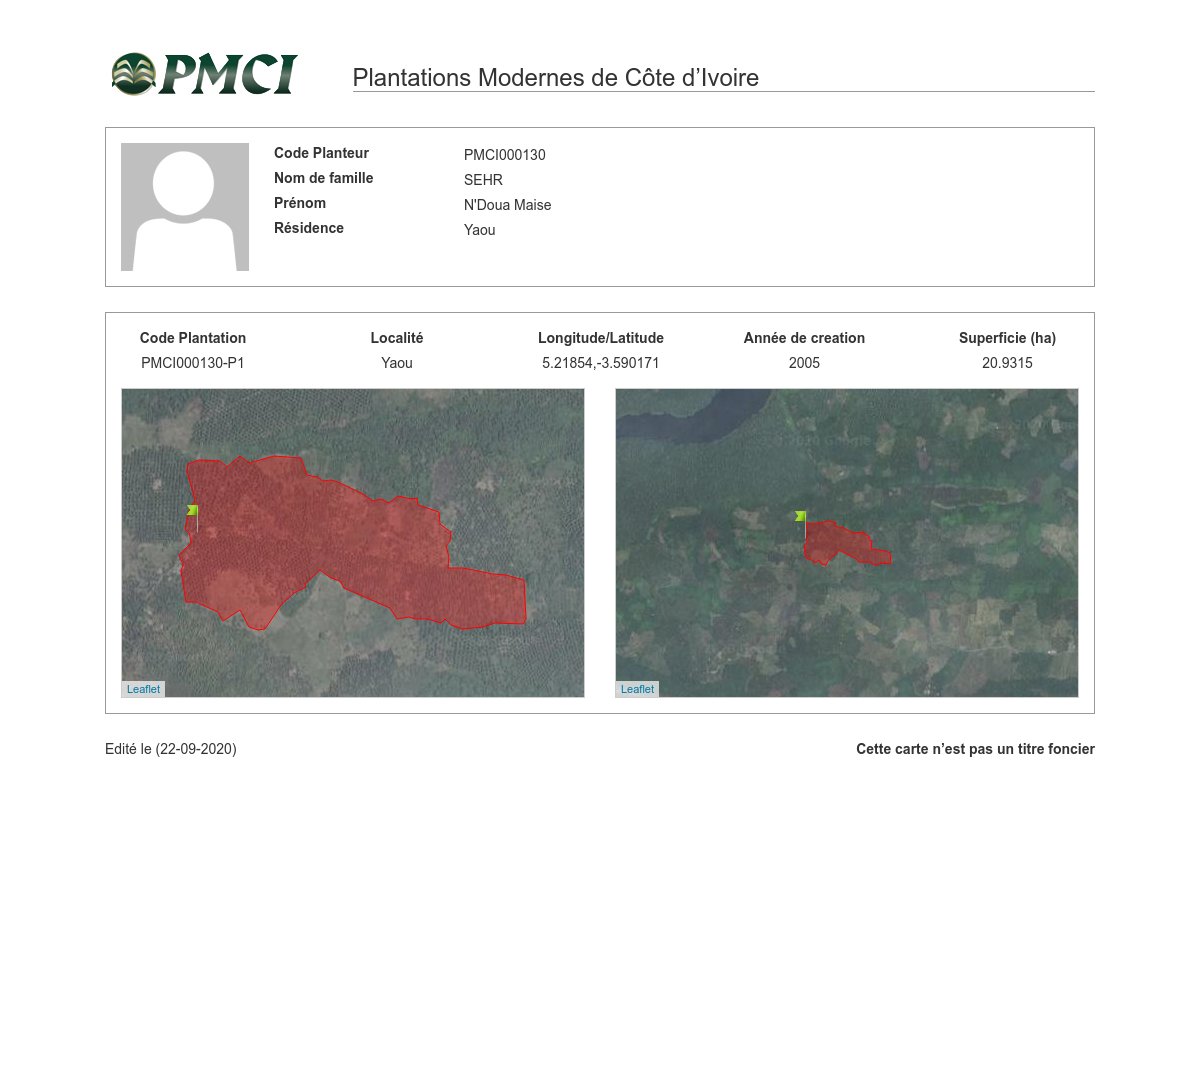 PMCI
Plantations Modernes de Côte d’Ivoire
Code Planteur PMCI000130
Nom de famille SEHR
Prénom N'Doua Maise
Résidence Yaou
Code Plantation Localité Longitude/Latitude Année de creation Superficie (ha)
PMCI000130-P1 Yaou 5.21854,-3.590171 2005 20.9315
Leaflet
Leaflet
Edité le (22-09-2020) Cette carte n’est pas un titre foncier